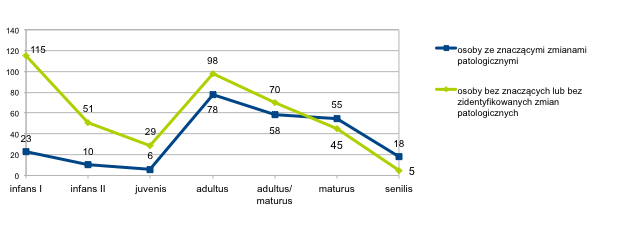 140
120
100
80
60
40
20
0
115
51
29
98
70
45
5
23
10
6
78
58
55
18
infans I
infans II
juvenis
adultus
adultus/
maturus
maturus
senilis
osoby ze znaczącymi zmianami
patologicznymi
osoby bez znaczących lub bez
zidentyfikowanych zmian
patologicznych